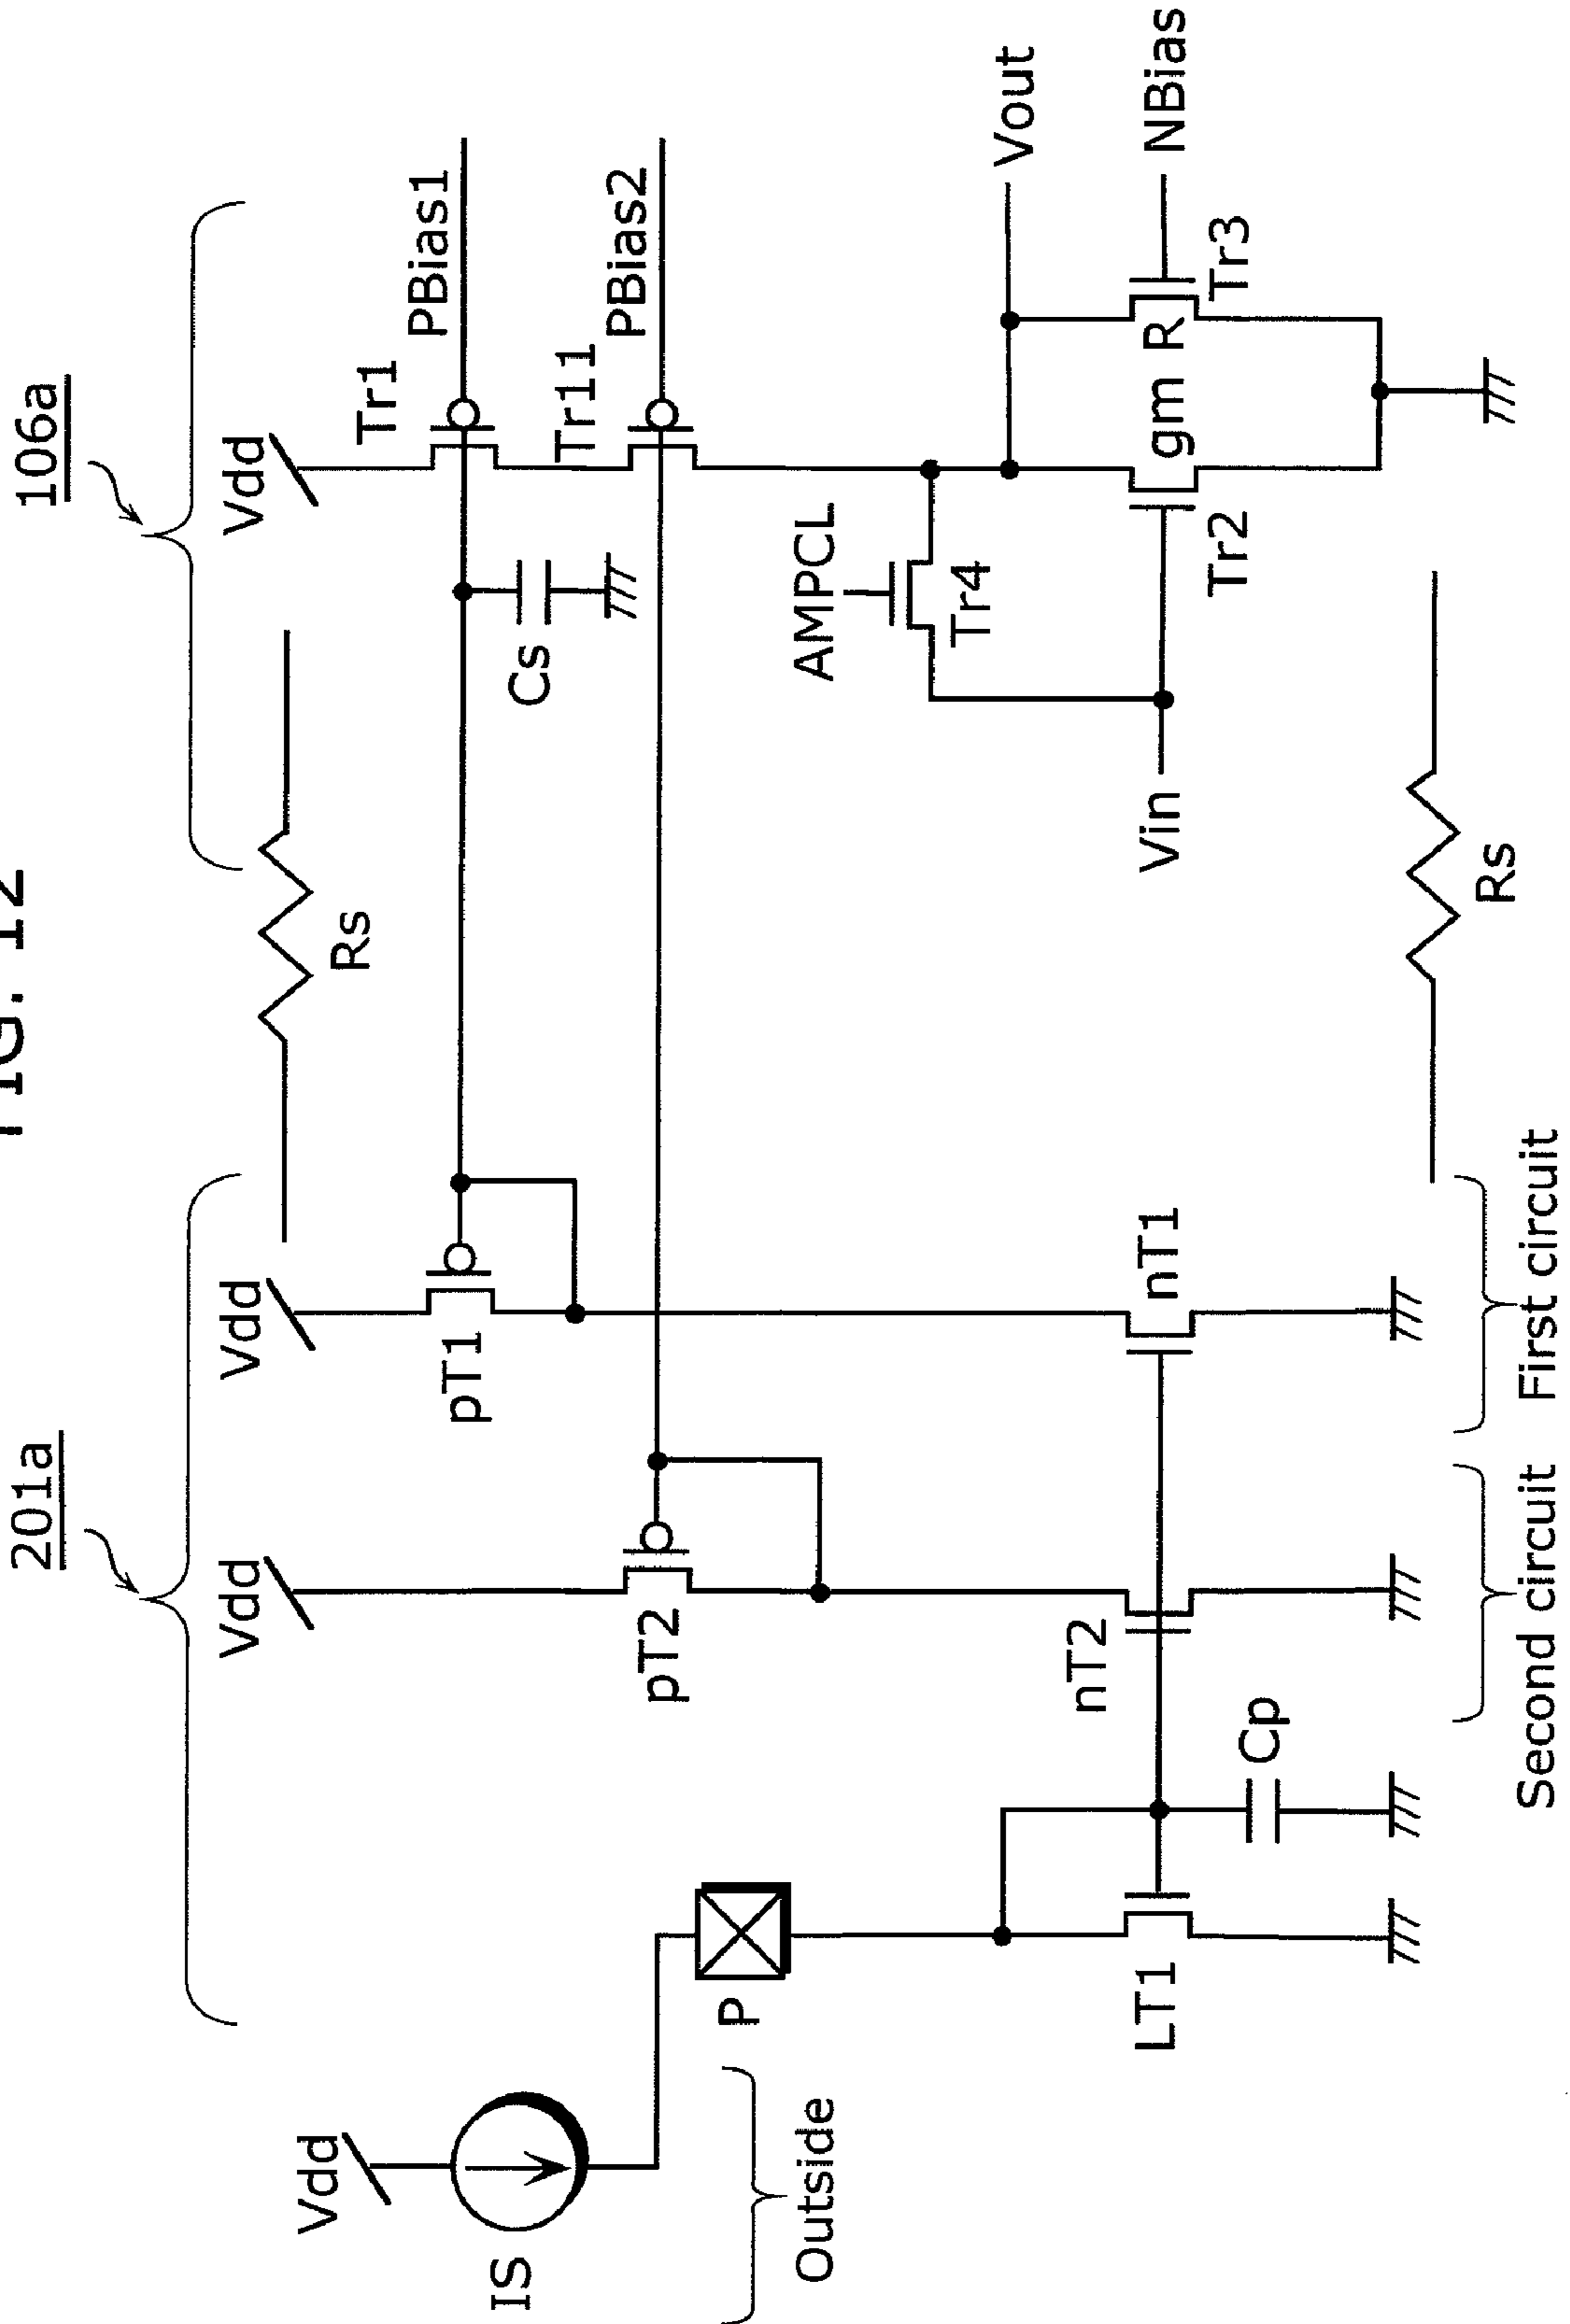 FIG. 12
201a
106a
Vdd
Vdd
Vdd
Vdd
Rs
Tr1
PBias1
pT1
IS
Cs
Tr11
PBias2
pT2
P
Outside
AMPCL
Tr4
Vout
nT2
nT1
LT1
Cp
Vin
Tr2
gm
R
NBias
Tr3
Rs
Second circuit
First circuit